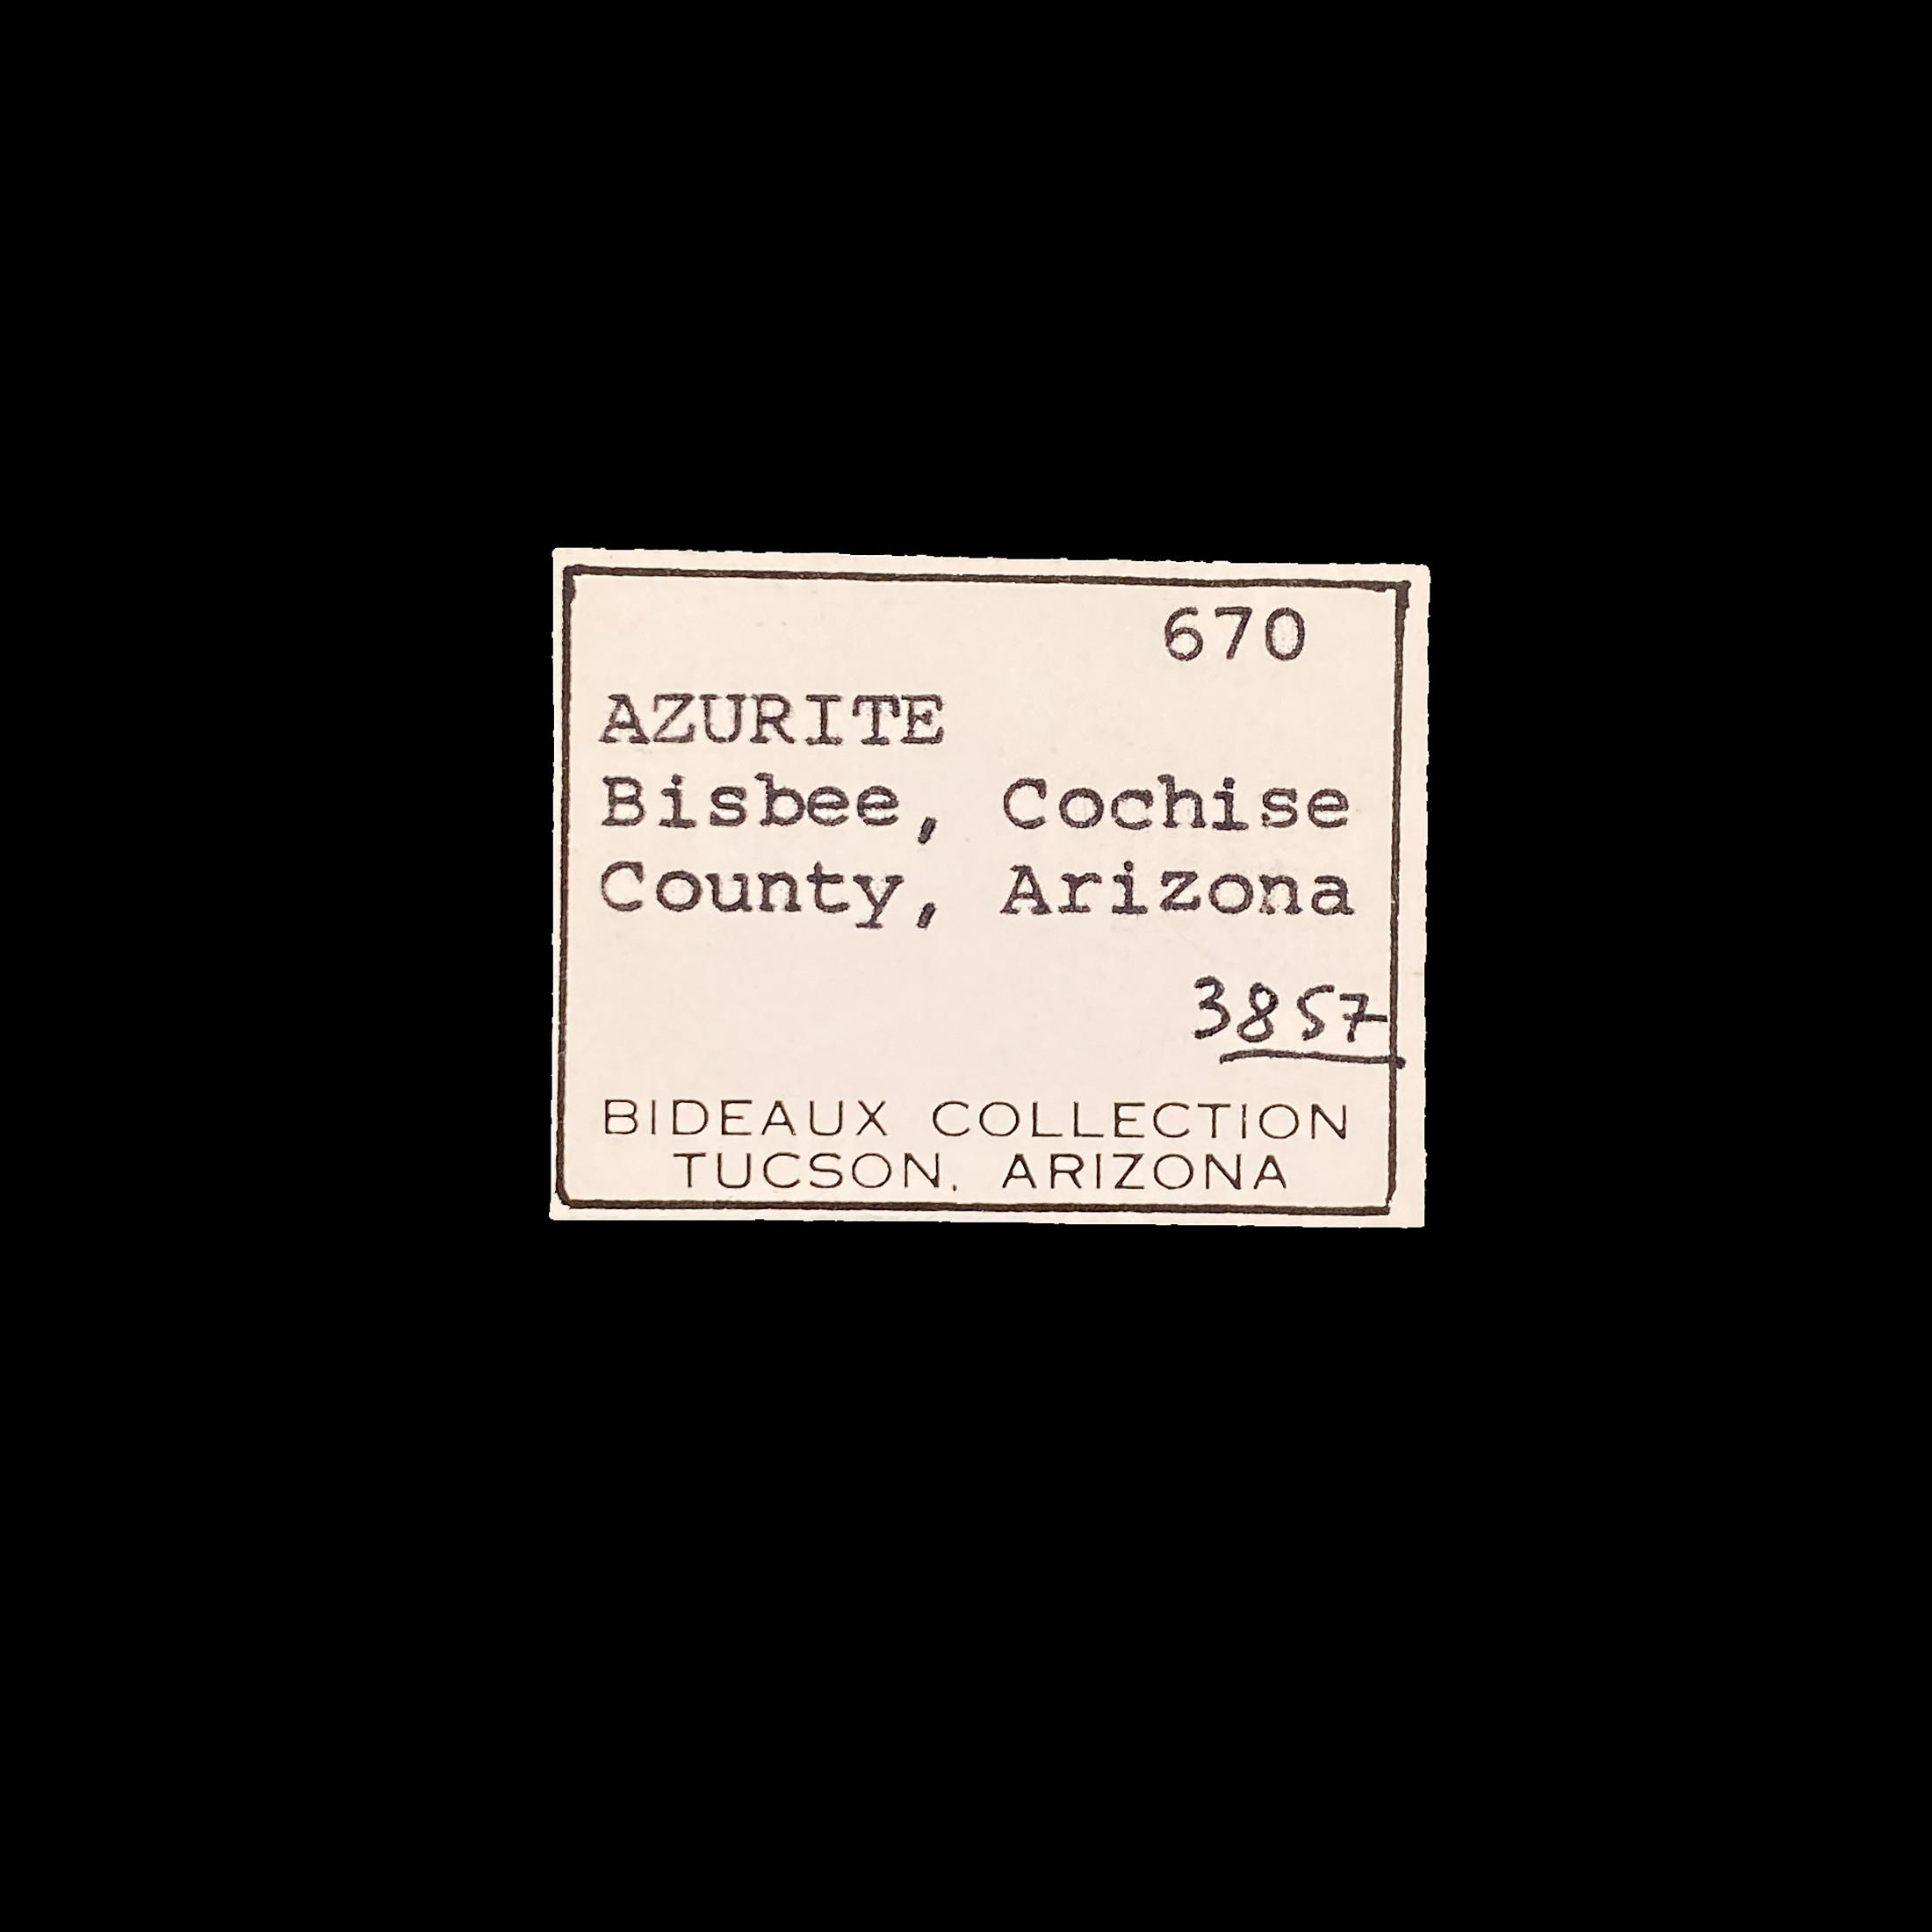 670
AZURITE
Bisbee, Cochise
County, Arizona
3857
BIDEAUX COLLECTION
TUCSON, ARIZONA